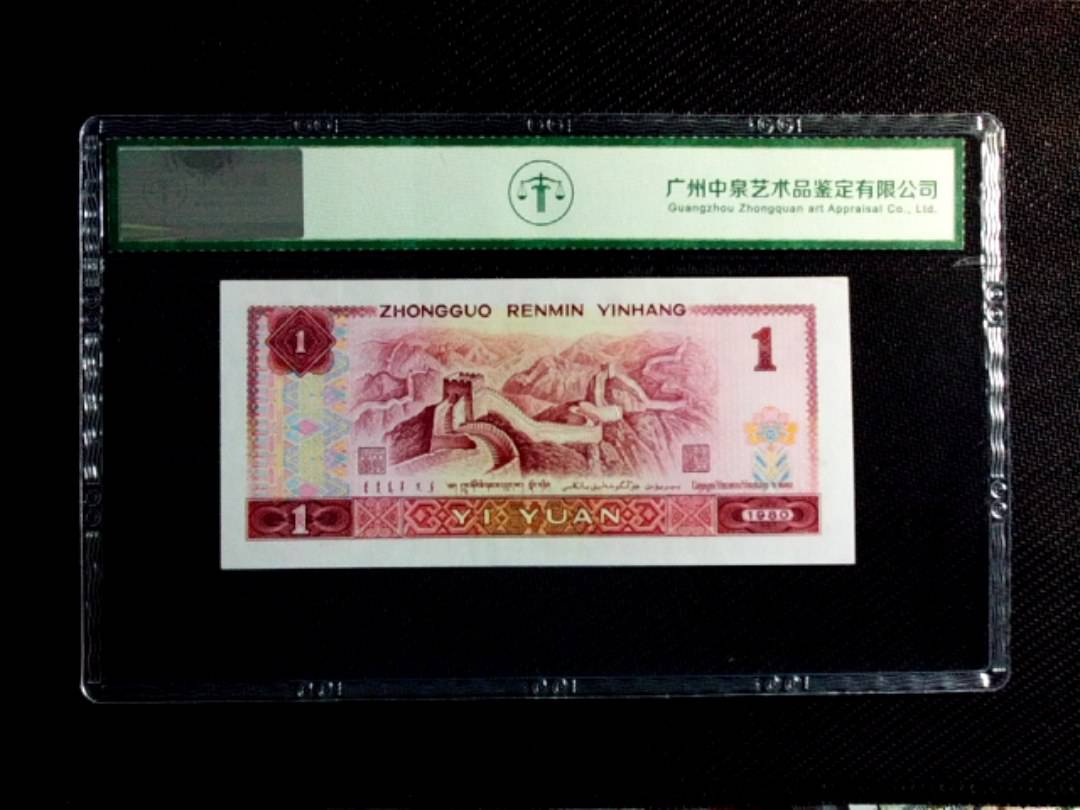 广州中泉艺术品鉴定有限公司
Guangzhou Zhongquan art Appraisal Co., Ltd.
ZHONGGUO RENMIN YINHANG
1
1
1
YI YUAN
1980